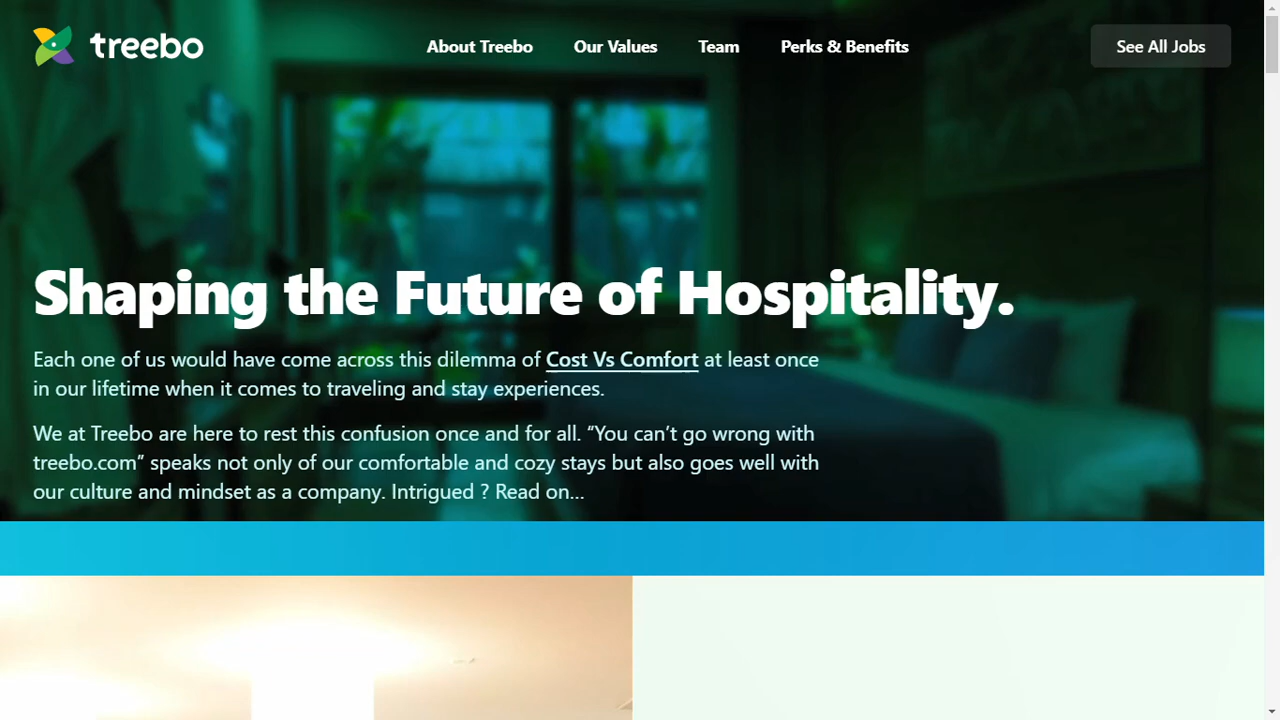 treebo
About Treebo
Our Values
Team
Perks & Benefits
See All Jobs
Shaping the Future of Hospitality.
Each one of us would have come across this dilemma of Cost Vs Comfort at least once
in our lifetime when it comes to traveling and stay experiences.
We at Treebo are here to rest this confusion once and for all. “You can’t go wrong with
treebo.com” speaks not only of our comfortable and cozy stays but also goes well with
our culture and mindset as a company. Intrigued ? Read on...